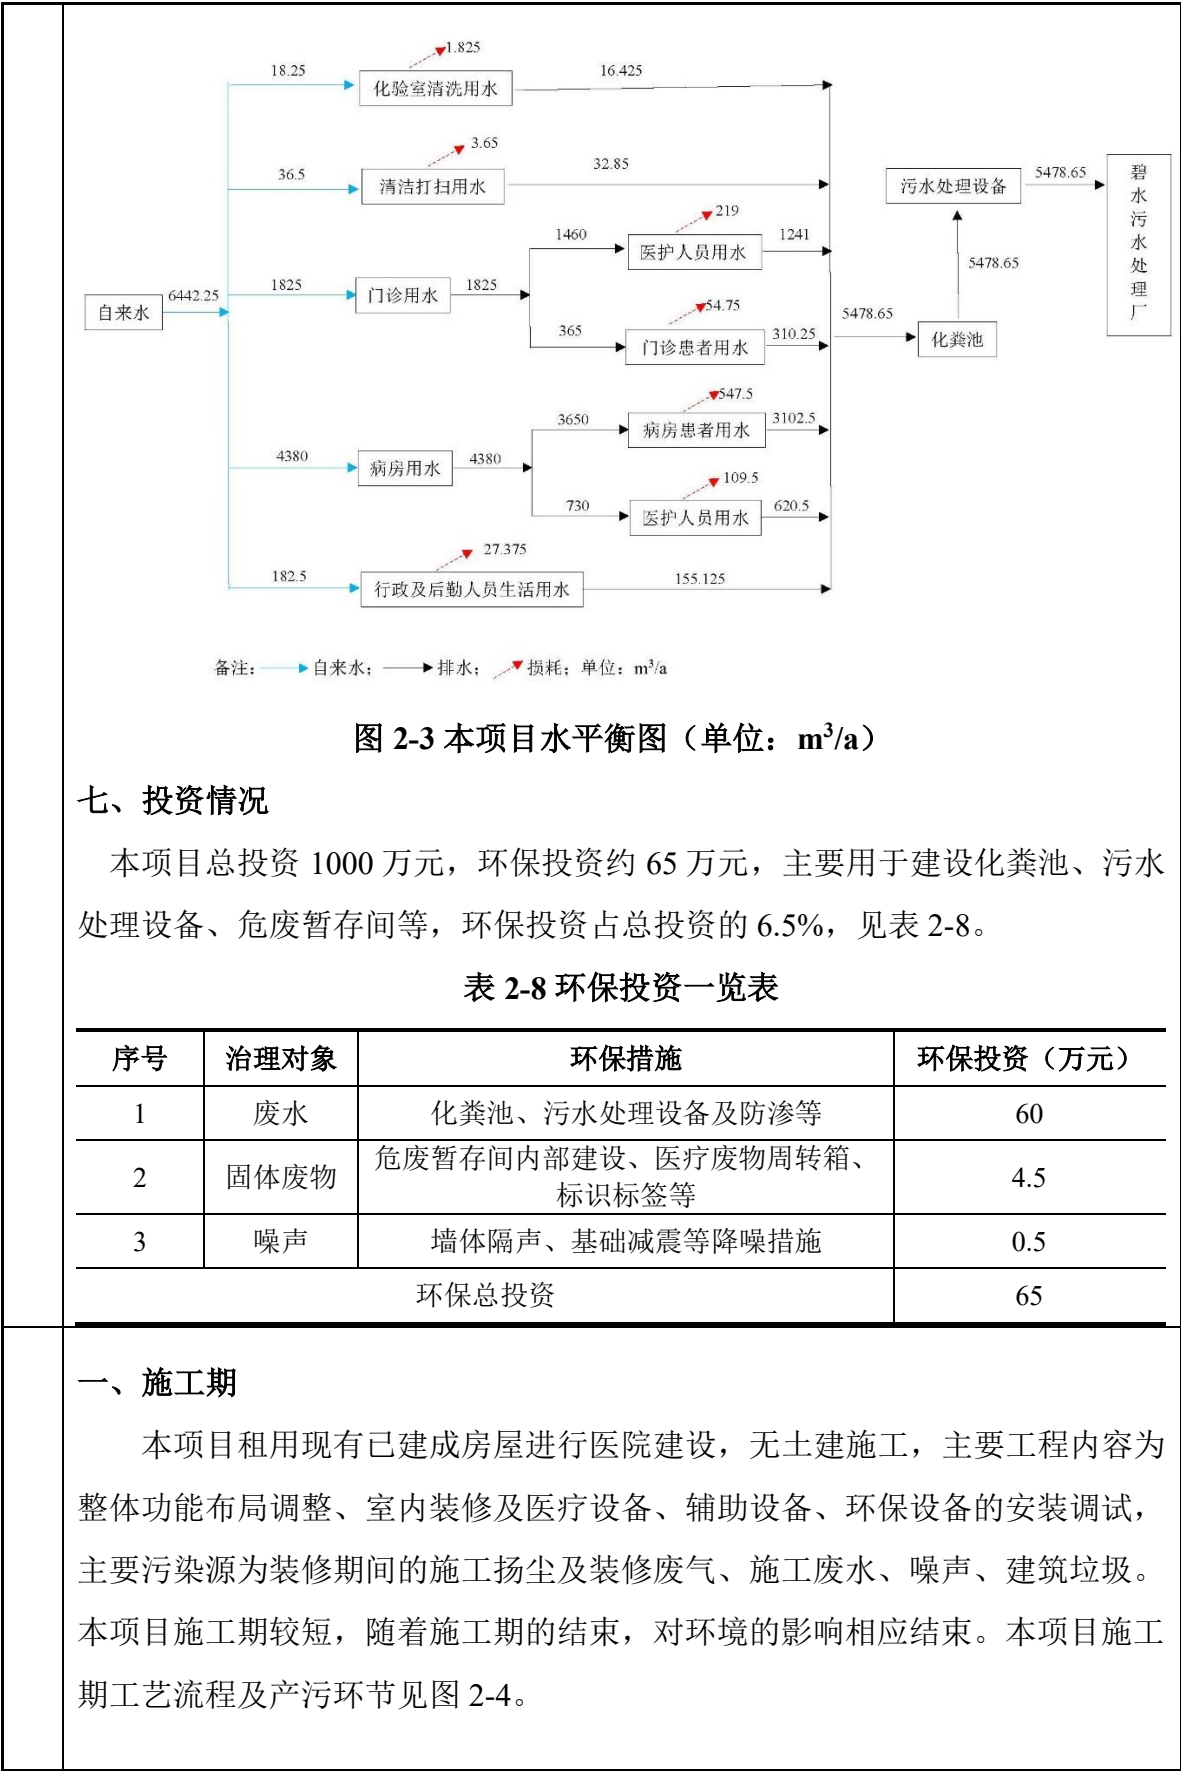 1.825
18.25
化验室清洗用水
16.425
3.65
36.5
清洁打扫用水
32.85
污水处理设备
5478.65
碧水污水处理厂
219
1460
医护人员用水
1241
5478.65
自来水
6442.25
1825
门诊用水
1825
54.75
365
门诊患者用水
310.25
5478.65
化粪池
547.5
3650
病房患者用水
3102.5
4380
病房用水
4380
109.5
730
医护人员用水
620.5
27.375
182.5
行政及后勤人员生活用水
155.125
备注： 自来水； 排水； 损耗；单位：m³/a
图 2-3 本项目水平衡图（单位：m³/a）
七、投资情况
本项目总投资 1000 万元，环保投资约 65 万元，主要用于建设化粪池、污水
处理设备、危废暂存间等，环保投资占总投资的 6.5%，见表 2-8。
表 2-8 环保投资一览表
序号 治理对象 环保措施 环保投资（万元）
1 废水 化粪池、污水处理设备及防渗等 60
2 固体废物 危废暂存间内部建设、医疗废物周转箱、
标识标签等 4.5
3 噪声 墙体隔声、基础减震等降噪措施 0.5
环保总投资 65
一、施工期
本项目租用现有已建成房屋进行医院建设，无土建施工，主要工程内容为
整体功能布局调整、室内装修及医疗设备、辅助设备、环保设备的安装调试，
主要污染源为装修期间的施工扬尘及装修废气、施工废水、噪声、建筑垃圾。
本项目施工期较短，随着施工期的结束，对环境的影响相应结束。本项目施工
期工艺流程及产污环节见图 2-4。